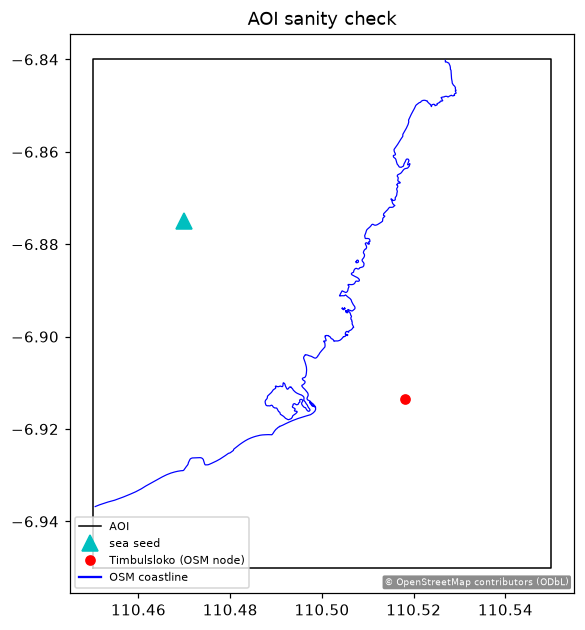 AOI sanity check
−6.84
−6.86
−6.88
−6.90
−6.92
−6.94
AOI
sea seed
Timbulsloko (OSM node)
OSM coastline
© OpenStreetMap contributors (ODbL)
110.46 110.48 110.50 110.52 110.54